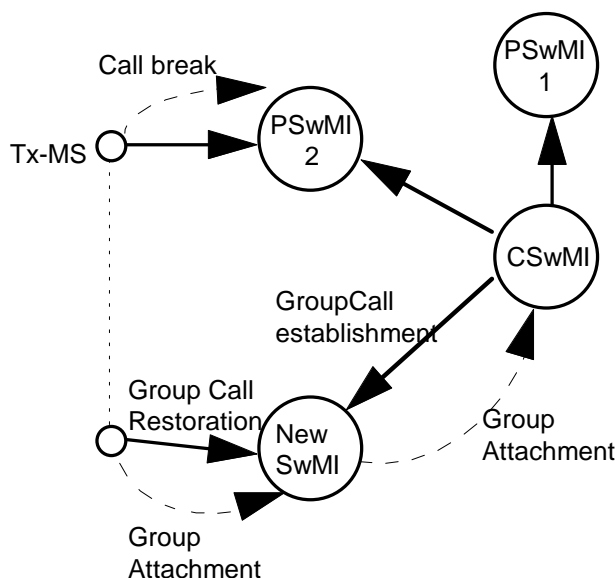 Call break
PSwMI
1
PSwMI
2
Tx-MS
CSwMI
GroupCall
establishment
Group Call
Restoration
New
SwMI
Group
Attachment
Group
Attachment